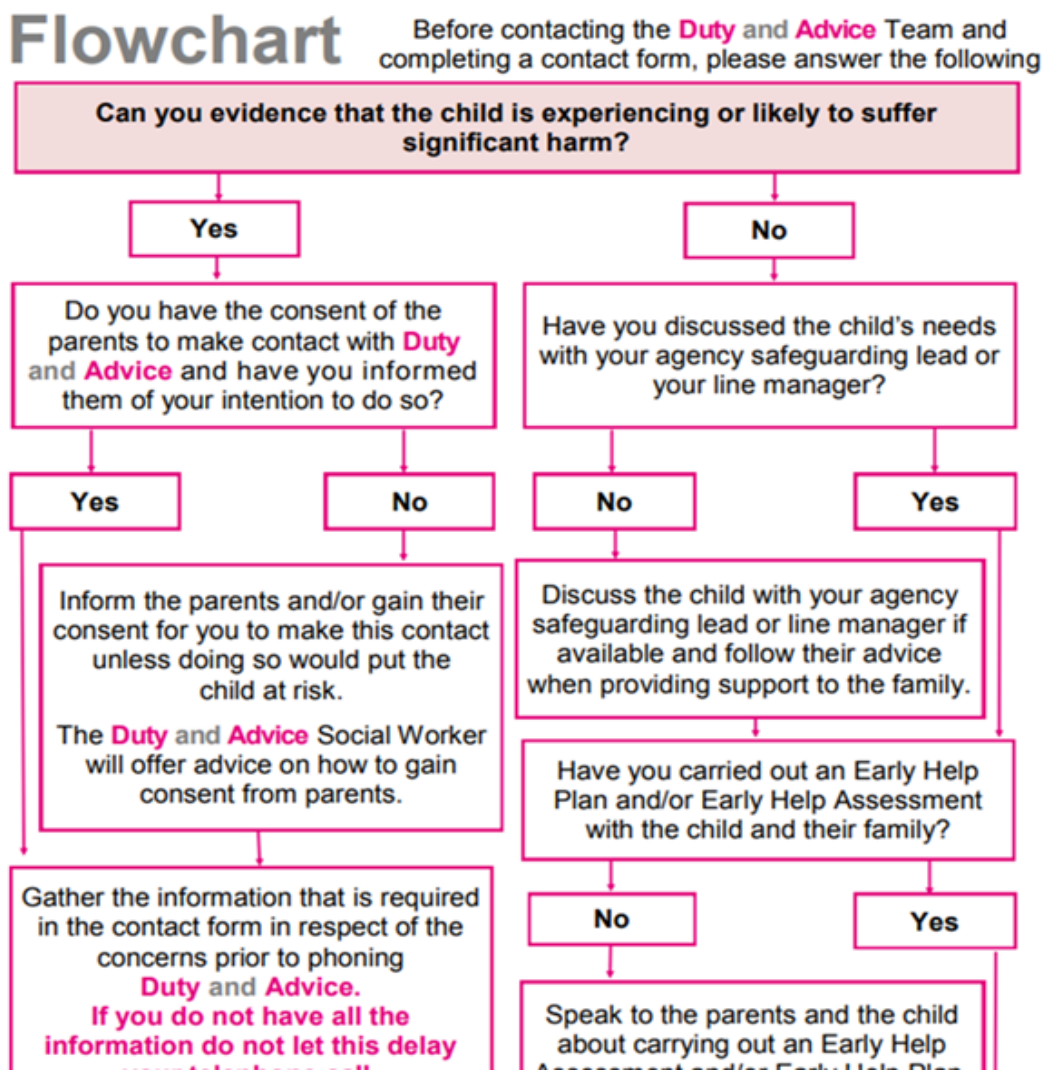 Flowchart
Before contacting the Duty and Advice Team and
completing a contact form, please answer the following
Can you evidence that the child is experiencing or likely to suffer
significant harm?
Yes
No
Do you have the consent of the
parents to make contact with Duty
and Advice and have you informed
them of your intention to do so?
Have you discussed the child's needs
with your agency safeguarding lead or
your line manager?
Yes
No
No
Yes
Inform the parents and/or gain their
consent for you to make this contact
unless doing so would put the
child at risk.
The Duty and Advice Social Worker
will offer advice on how to gain
consent from parents.
Discuss the child with your agency
safeguarding lead or line manager if
available and follow their advice
when providing support to the family.
Have you carried out an Early Help
Plan and/or Early Help Assessment
with the child and their family?
No
Yes
Gather the information that is required
in the contact form in respect of the
concerns prior to phoning
Duty and Advice.
If you do not have all the
information do not let this delay
your telephone call
Speak to the parents and the child
about carrying out an Early Help
Assessment and/or Early Help Plan